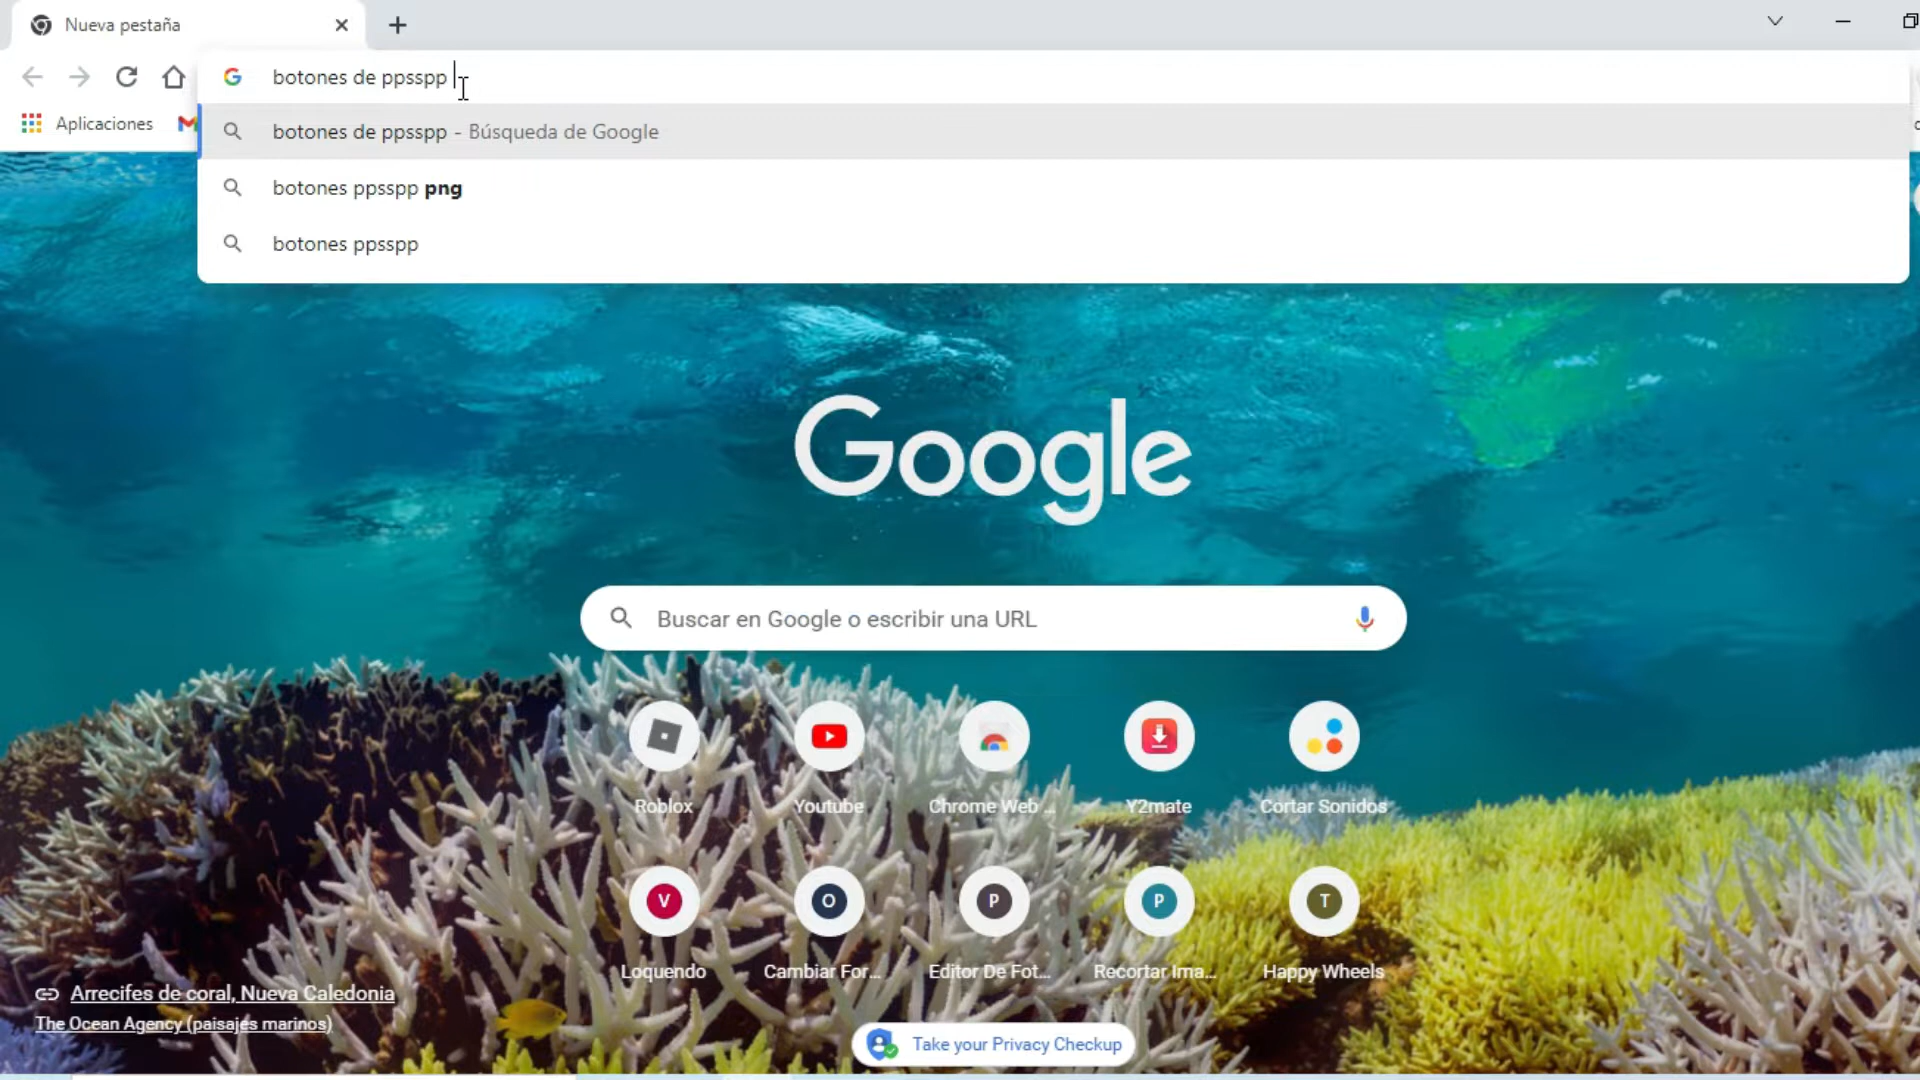 Nueva pestaña
botones de ppsspp
Aplicaciones
botones de ppsspp - Búsqueda de Google
botones ppsspp png
botones ppsspp
Google
Buscar en Google o escribir una URL
Roblox
Youtube
Chrome Web ...
Y2mate
Cortar Sonidos
V
O
P
P
T
Loquendo
Cambiar For...
Editor De Fot...
Recortar Ima...
Happy Wheels
Arrecifes de coral, Nueva Caledonia
The Ocean Agency (paisajes marinos)
Take your Privacy Checkup